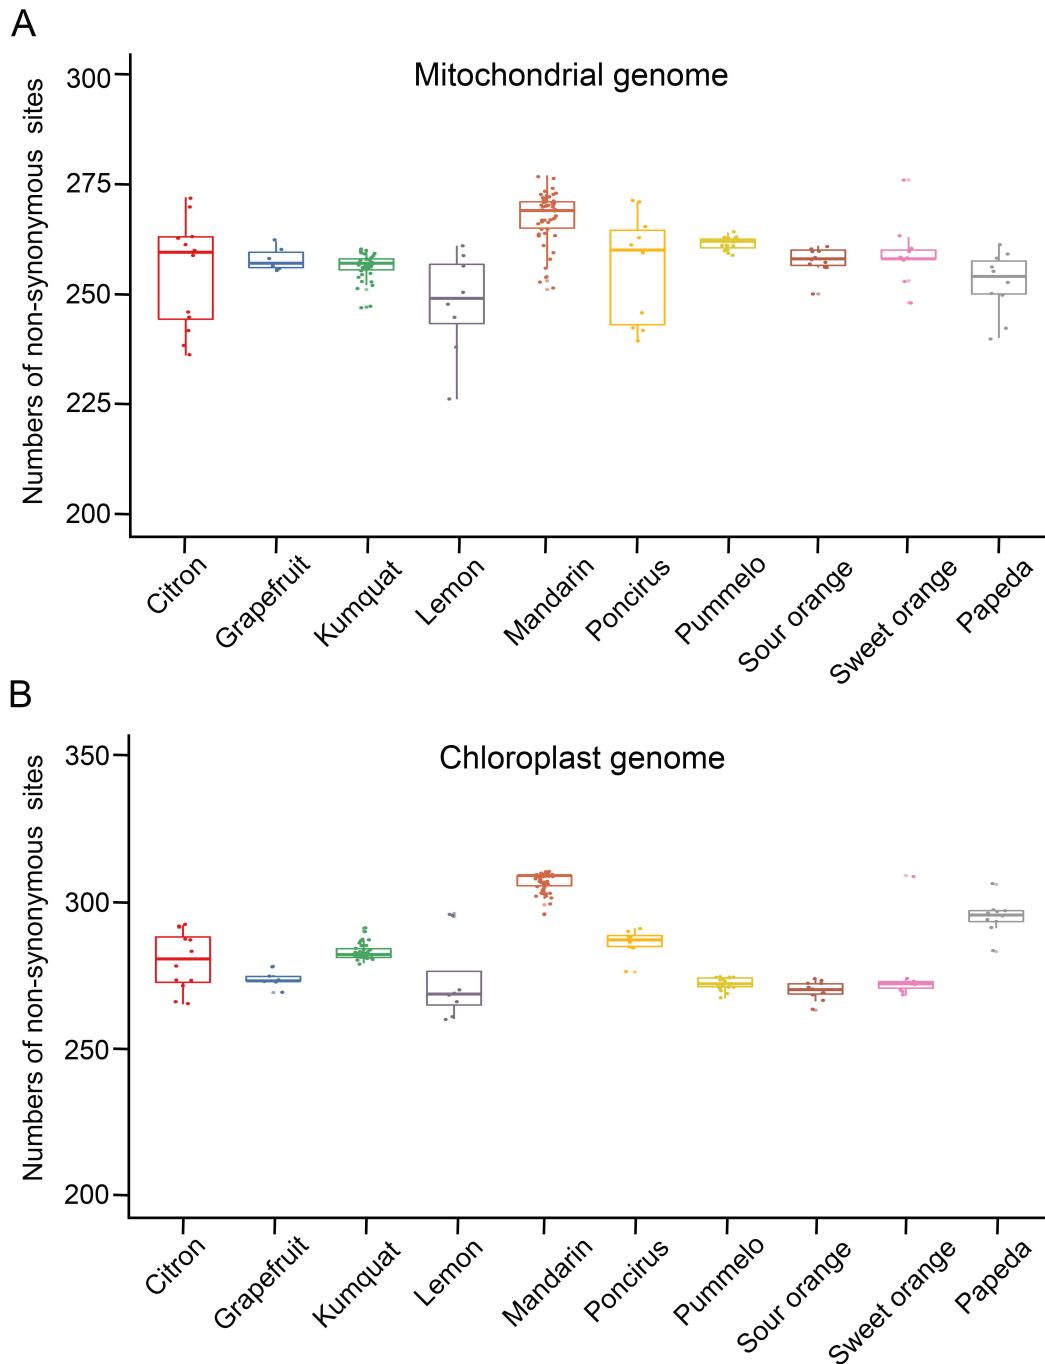 A
Mitochondrial genome
Numbers of non-synonymous sites
300
275
250
225
200
Citron
Grapefruit
Kumquat
Lemon
Mandarin
Poncirus
Pummelo
Sour orange
Sweet orange
Papeda
B
Chloroplast genome
Numbers of non-synonymous sites
350
300
250
200
Citron
Grapefruit
Kumquat
Lemon
Mandarin
Poncirus
Pummelo
Sour orange
Sweet orange
Papeda